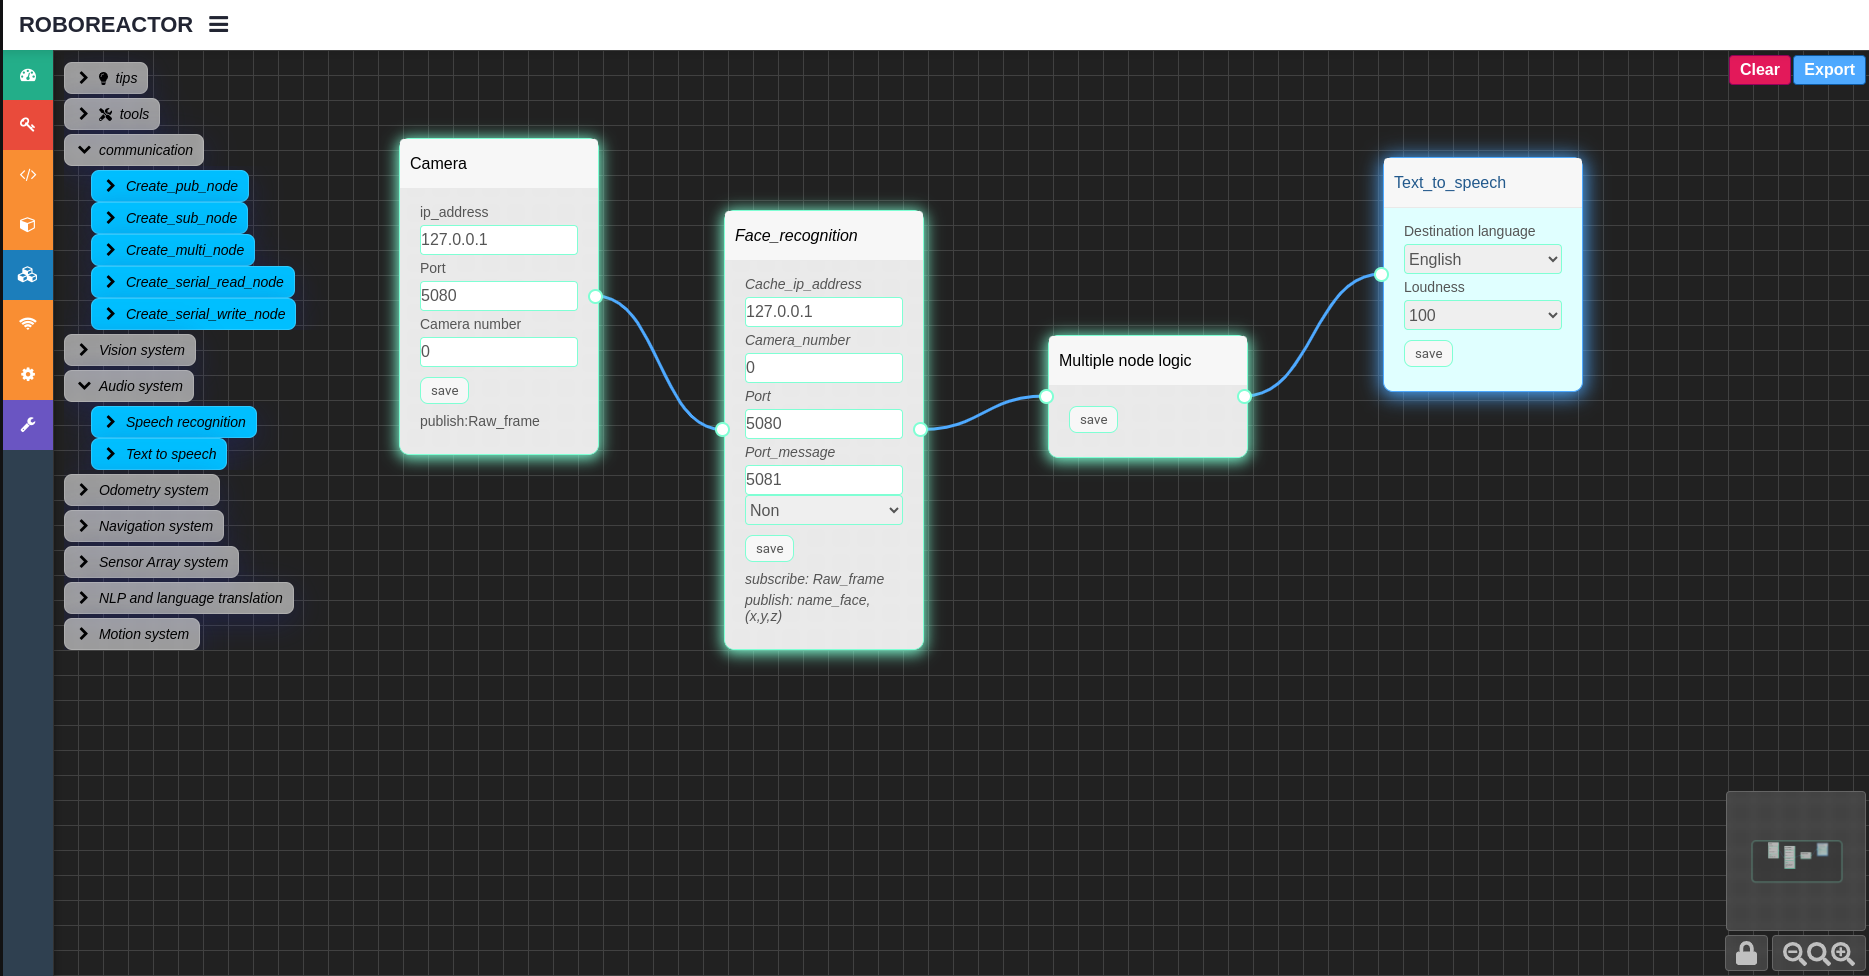 ROBOREACTOR
Clear
Export
tips
tools
communication
Create_pub_node
Create_sub_node
Create_multi_node
Create_serial_read_node
Create_serial_write_node
Vision system
Audio system
Speech recognition
Text to speech
Odometry system
Navigation system
Sensor Array system
NLP and language translation
Motion system
Camera
ip_address
127.0.0.1
Port
5080
Camera number
0
save
publish:Raw_frame
Face_recognition
Cache_ip_address
127.0.0.1
Camera_number
0
Port
5080
Port_message
5081
Non
save
subscribe: Raw_frame
publish: name_face,
(x,y,z)
Multiple node logic
save
Text_to_speech
Destination language
English
Loudness
100
save